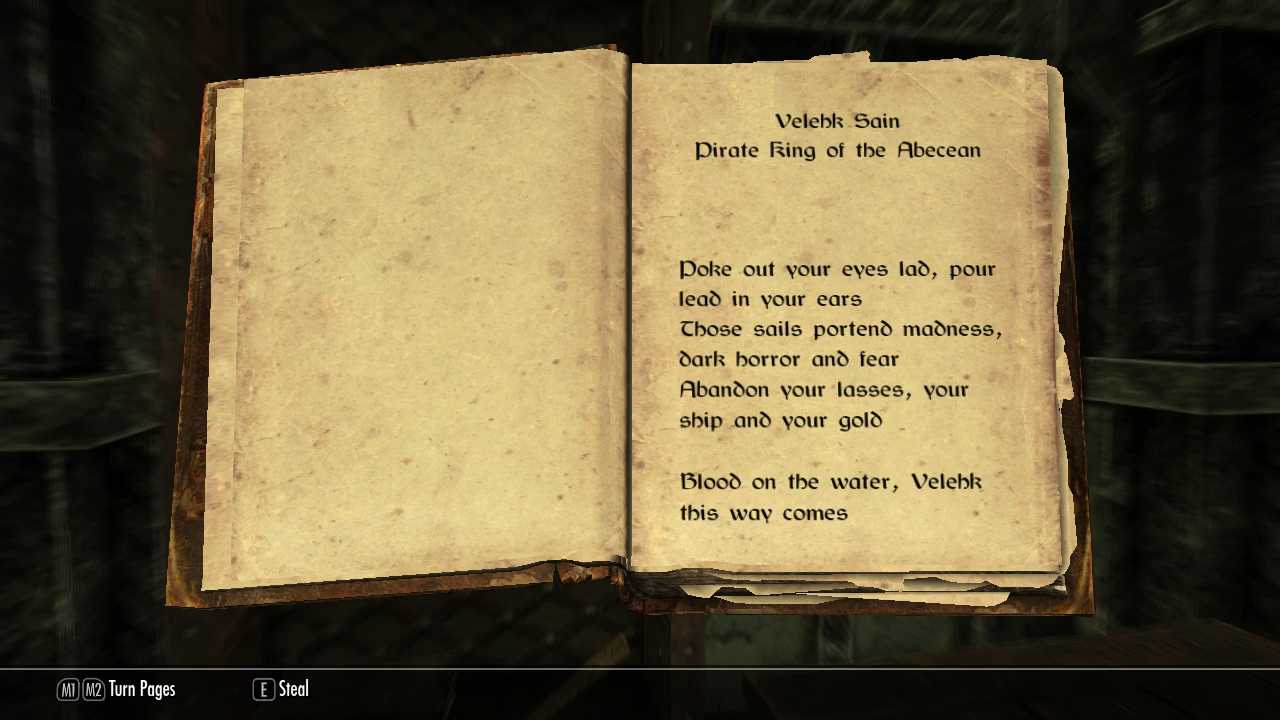 Velehk Sain
Pirate King of the Abecean
Poke out your eyes lad, pour
lead in your ears
Those sails portend madness,
dark horror and fear
Abandon your lasses, your
ship and your gold
Blood on the water, Velehk
this way comes
M1 M2 Turn Pages
E Steal